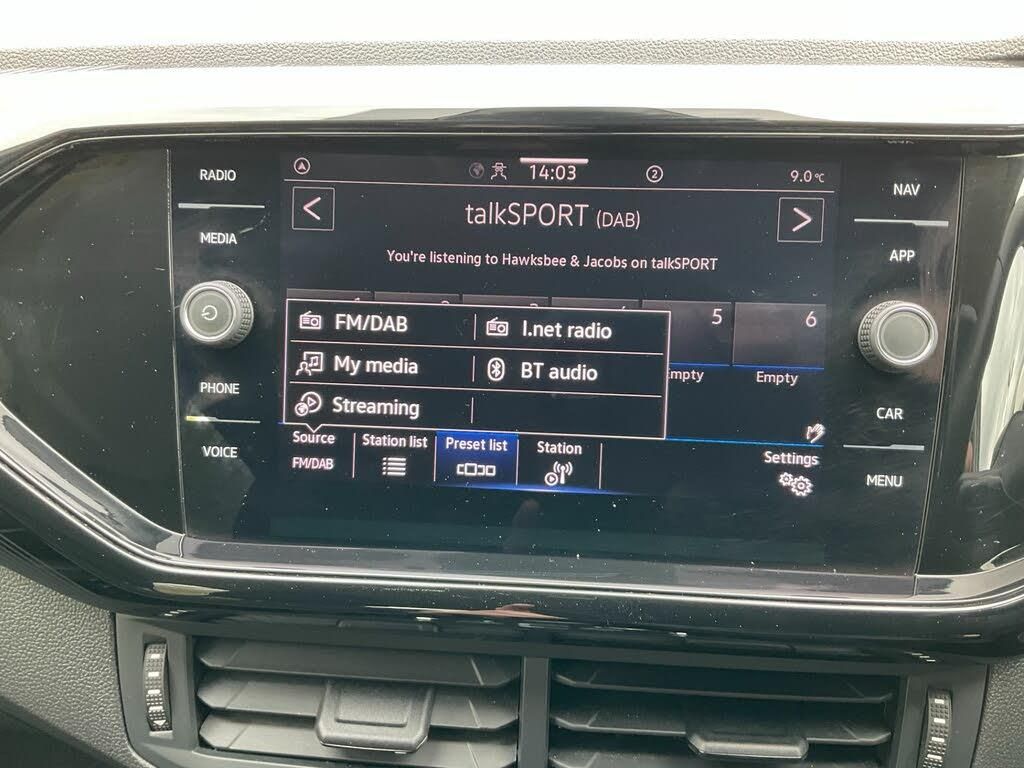 RADIO
MEDIA
PHONE
VOICE
14:03
2
9.0°C
talkSPORT (DAB)
You're listening to Hawksbee & Jacobs on talkSPORT
5
6
mpty
Empty
FM/DAB
I.net radio
My media
BT audio
Streaming
Source
FM/DAB
Station list
Preset list
Station
Settings
NAV
APP
CAR
MENU